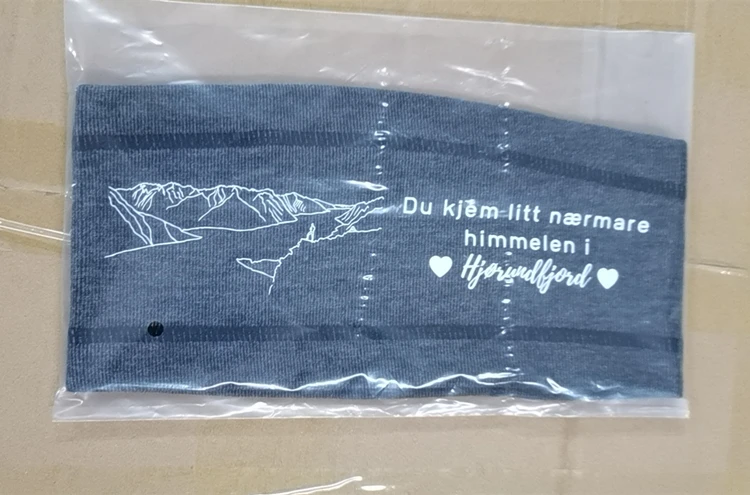 Du kjem litt nærmare
himmelen i
♥ Hjørundfjord ♥